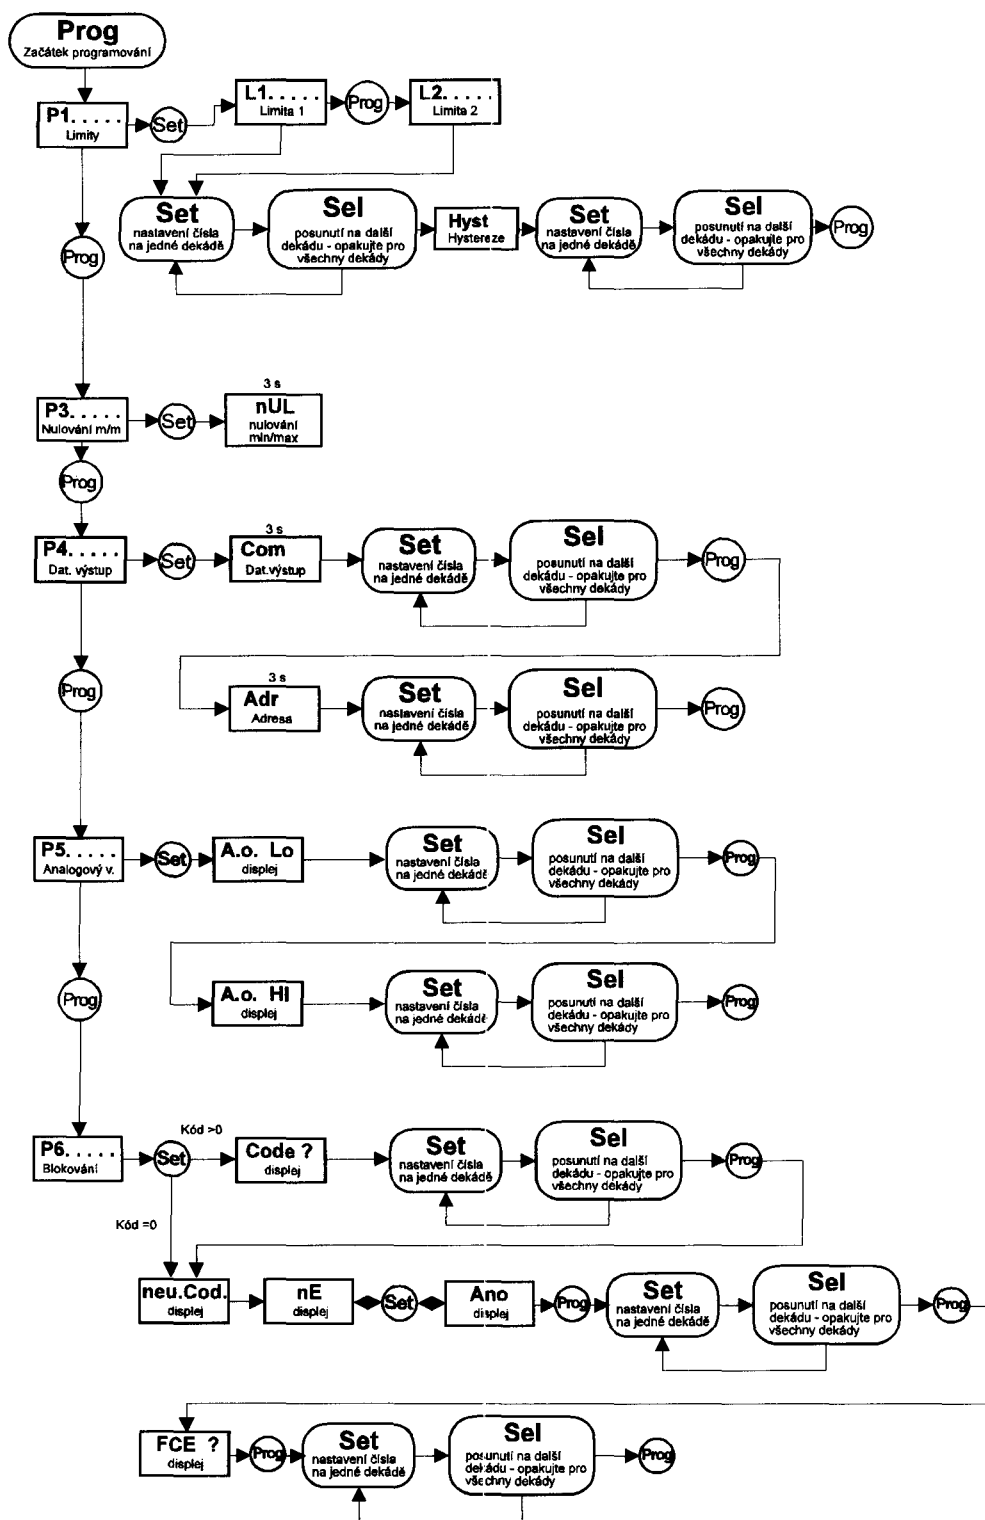 Prog
Začátek programování
P1. . . . .
Limity
Set
L1. . . . .
Limita 1
Prog
L2. . . . .
Limita 2
Set
nastavení čísla
na jedné dekádě
Sel
posunutí na další
dekádu - opakujte pro
všechny dekády
Hyst
Hystereze
Set
nastavení čísla
na jedné dekádě
Sel
posunutí na další
dekádu - opakujte pro
všechny dekády
Prog
Prog
P3. . . . .
Nulování m/m
Set
3 s
nUL
nulování
min/max
Prog
P4. . . . .
Dat. výstup
Set
3 s
Com
Dat.výstup
Set
nastavení čísla
na jedné dekádě
Sel
posunutí na další
dekádu - opakujte pro
všechny dekády
Prog
Prog
3 s
Adr
Adresa
Set
nastavení čísla
na jedné dekádě
Sel
posunutí na další
dekádu - opakujte pro
všechny dekády
Prog
P5. . . . .
Analogový v.
Set
A.o. Lo
displej
Set
nastavení čísla
na jedné dekádě
Sel
posunutí na další
dekádu - opakujte pro
všechny dekády
Prog
Prog
A.o. HI
displej
Set
nastavení čísla
na jedné dekádě
Sel
posunutí na další
dekádu - opakujte pro
všechny dekády
Prog
P6. . . . .
Blokování
Set
Kód >0
Code ?
displej
Set
nastavení čísla
na jedné dekádě
Sel
posunutí na další
dekádu - opakujte pro
všechny dekády
Prog
Kód =0
neu.Cod.
displej
nE
displej
Set
Ano
displej
Prog
Set
nastavení čísla
na jedné dekádě
Sel
posunutí na další
dekádu - opakujte pro
všechny dekády
Prog
FCE ?
displej
Prog
Set
nastavení čísla
na jedné dekádě
Sel
posunutí na další
dekádu - opakujte pro
všechny dekády
Prog